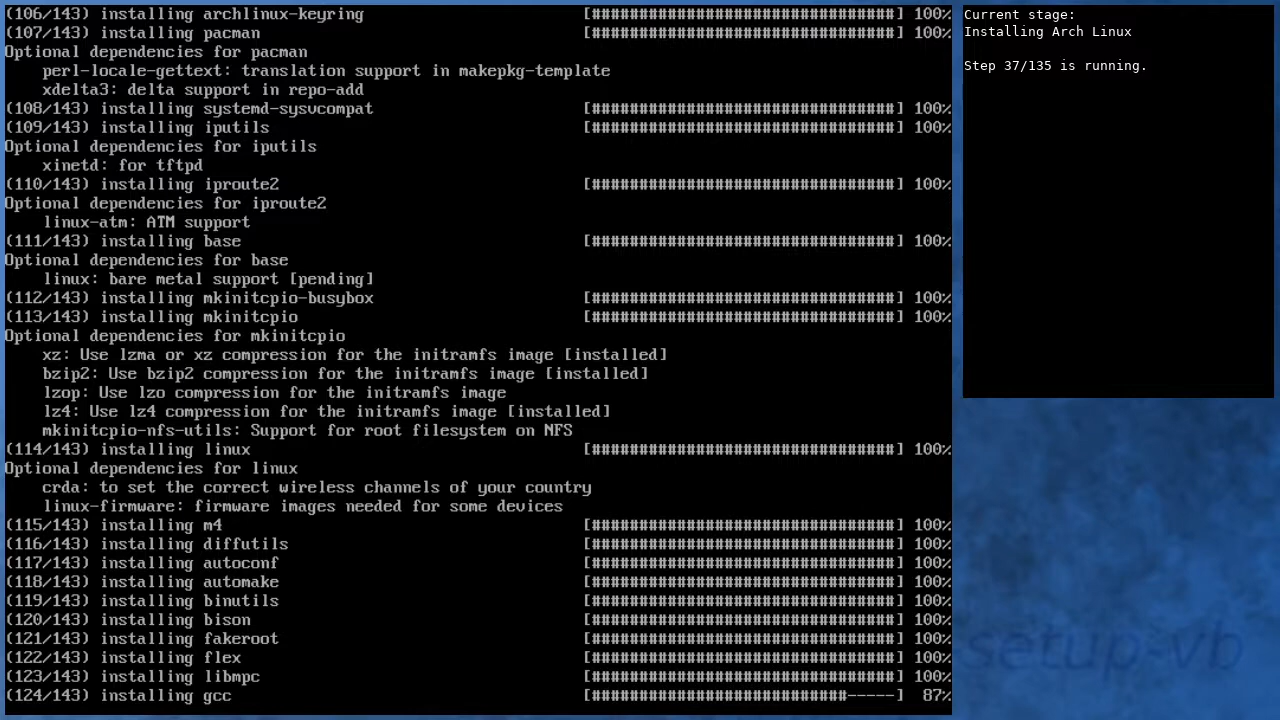 (106/143) installing archlinux-keyring [################################] 100%
(107/143) installing pacman [################################] 100%
Optional dependencies for pacman
perl-locale-gettext: translation support in makepkg-template
xdelta3: delta support in repo-add
(108/143) installing systemd-sysvcompat [################################] 100%
(109/143) installing iputils [################################] 100%
Optional dependencies for iputils
xinetd: for tftpd
(110/143) installing iproute2 [################################] 100%
Optional dependencies for iproute2
linux-atm: ATM support
(111/143) installing base [################################] 100%
Optional dependencies for base
linux: bare metal support [pending]
(112/143) installing mkinitcpio-busybox [################################] 100%
(113/143) installing mkinitcpio [################################] 100%
Optional dependencies for mkinitcpio
xz: Use lzma or xz compression for the initramfs image [installed]
bzip2: Use bzip2 compression for the initramfs image [installed]
lzop: Use lzo compression for the initramfs image
lz4: Use lz4 compression for the initramfs image [installed]
mkinitcpio-nfs-utils: Support for root filesystem on NFS
(114/143) installing linux [################################] 100%
Optional dependencies for linux
crda: to set the correct wireless channels of your country
linux-firmware: firmware images needed for some devices
(115/143) installing m4 [################################] 100%
(116/143) installing diffutils [################################] 100%
(117/143) installing autoconf [################################] 100%
(118/143) installing automake [################################] 100%
(119/143) installing binutils [################################] 100%
(120/143) installing bison [################################] 100%
(121/143) installing fakeroot [################################] 100%
(122/143) installing flex [################################] 100%
(123/143) installing libmpc [################################] 100%
(124/143) installing gcc [###########################-----] 87%
Current stage:
Installing Arch Linux
Step 37/135 is running.
setup-vb